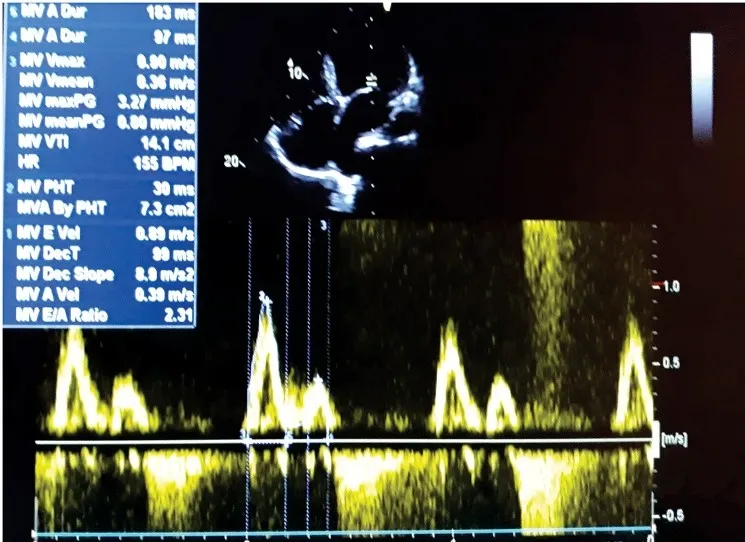 5 MV A Dur 183 ms
4 MV A Dur 97 ms
3 MV Vmax 0.90 m/s
MV Vmean 0.36 m/s
MV maxPG 3.27 mmHg
MV meanPG 0.80 mmHg
MV VTI 14.1 cm
HR 155 BPM
2 MV PHT 30 ms
MVA By PHT 7.3 cm2
1 MV E Vel 0.89 m/s
MV DecT 99 ms
MV Dec Slope 8.9 m/s2
MV A Vel 0.39 m/s
MV E/A Ratio 2.31
10
20
3
1.0
0.5
[m/s]
-0.5